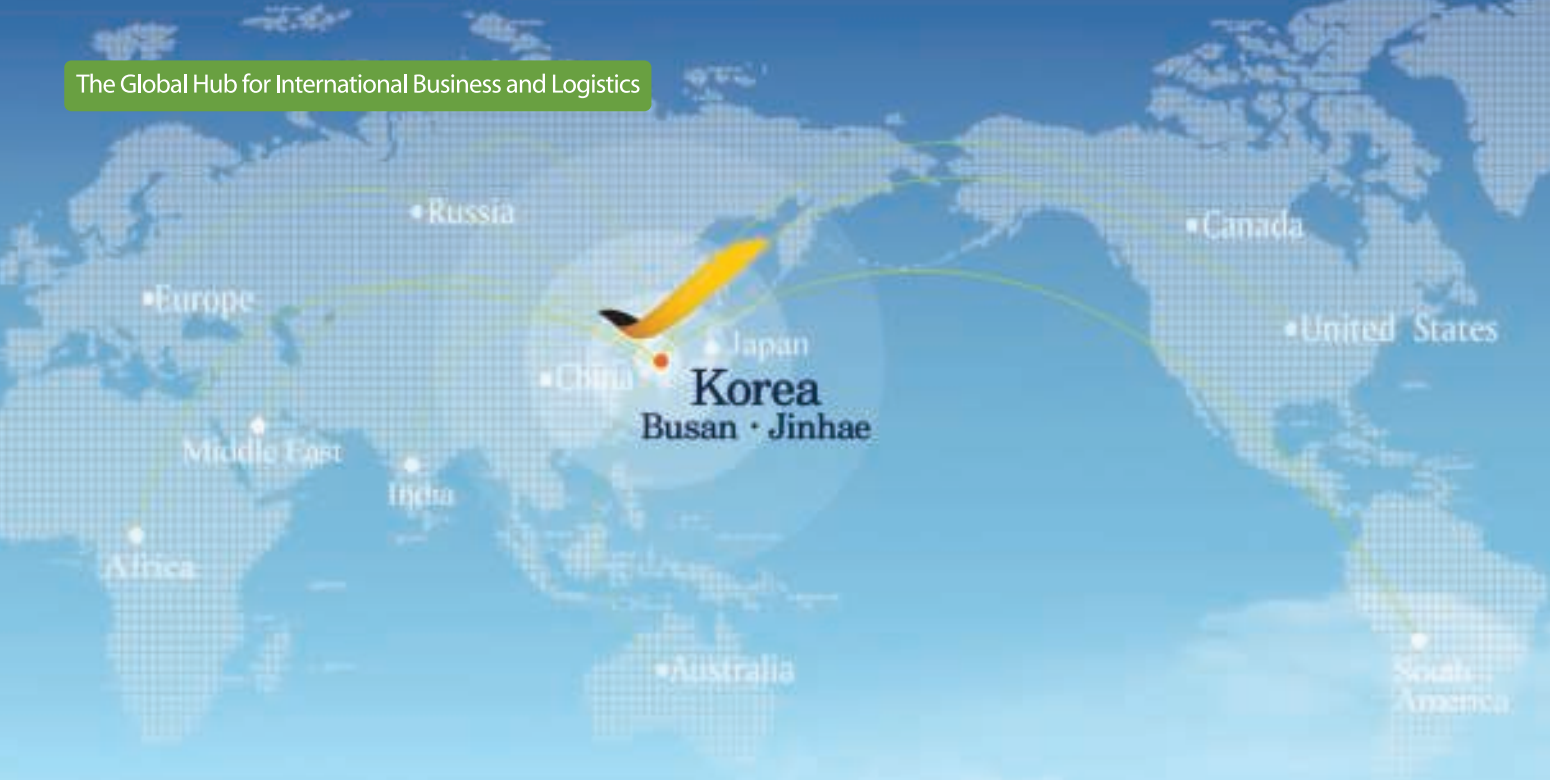 The Global Hub for International Business and Logistics
Russia
Canada
Europe
United States
Japan
China
Korea
Busan · Jinhae
Middle East
India
Africa
Australia
South
America